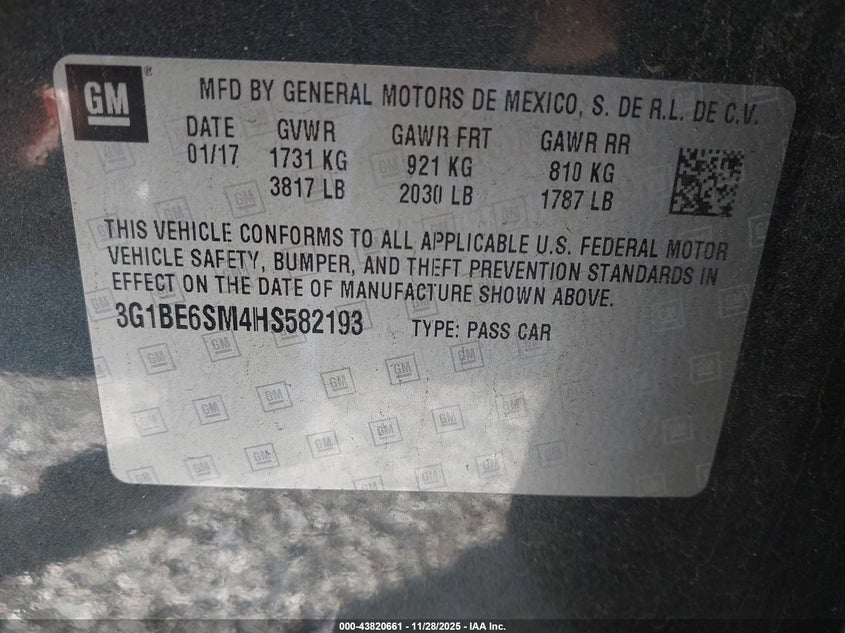 GM
MFD BY GENERAL MOTORS DE MEXICO, S. DE R.L. DE C.V.
DATE GVWR GAWR FRT GAWR RR
01/17 1731 KG 921 KG 810 KG
3817 LB 2030 LB 1787 LB
THIS VEHICLE CONFORMS TO ALL APPLICABLE U.S. FEDERAL MOTOR
VEHICLE SAFETY, BUMPER, AND THEFT PREVENTION STANDARDS IN
EFFECT ON THE DATE OF MANUFACTURE SHOWN ABOVE.
3G1BE6SM4HS582193 TYPE: PASS CAR
000-43820661 - 11/28/2025 - IAA Inc.